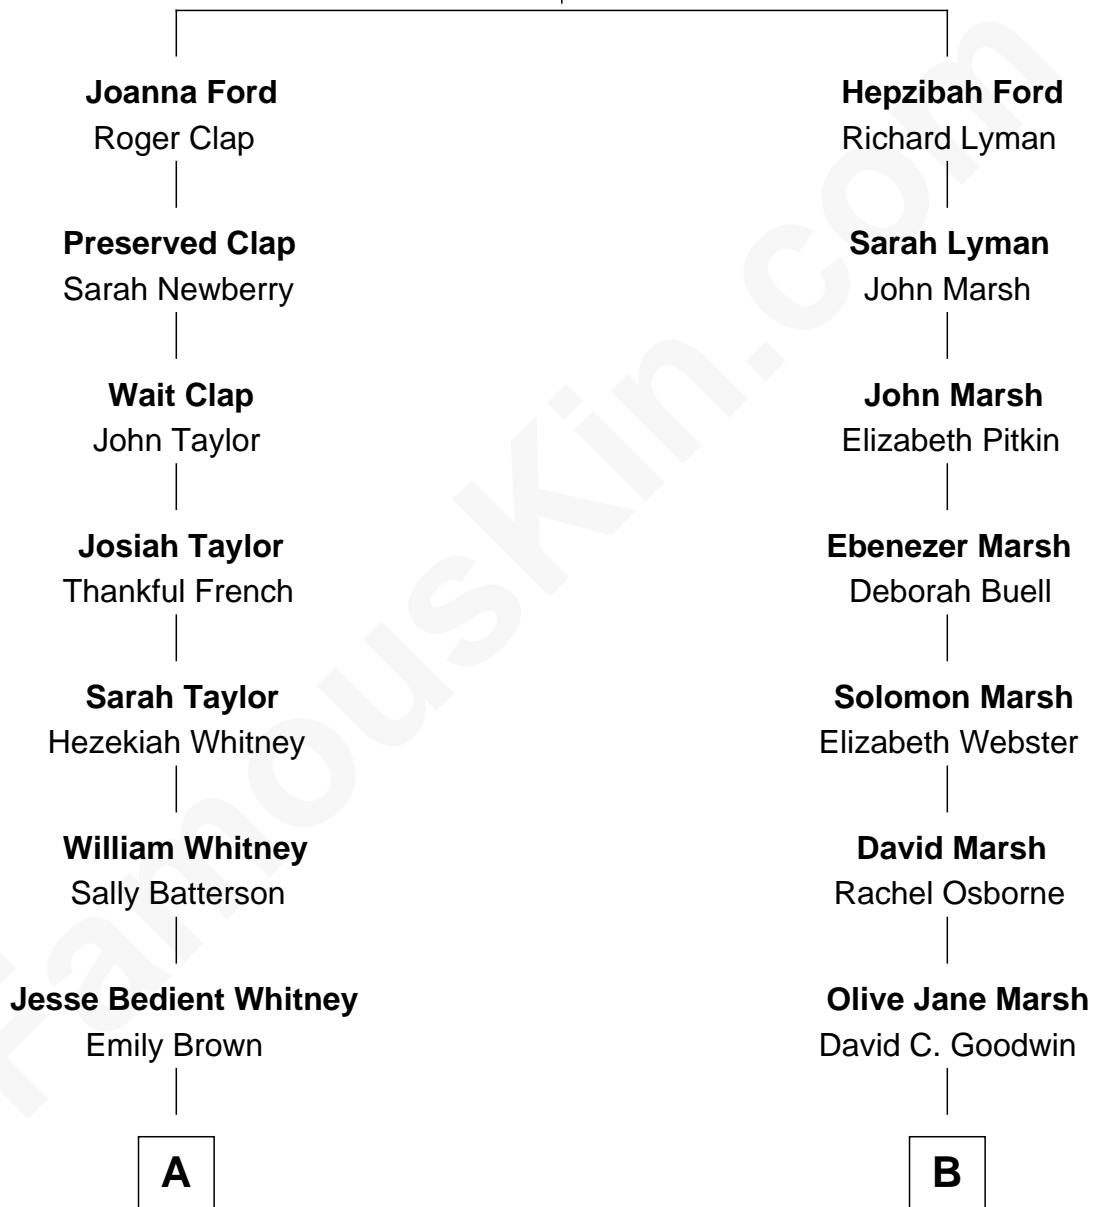 Joanna Ford
Roger Clap
Hepzibah Ford
Richard Lyman
Preserved Clap
Sarah Newberry
Sarah Lyman
John Marsh
Wait Clap
John Taylor
John Marsh
Elizabeth Pitkin
Josiah Taylor
Thankful French
Ebenezer Marsh
Deborah Buell
Sarah Taylor
Hezekiah Whitney
Solomon Marsh
Elizabeth Webster
William Whitney
Sally Batterson
David Marsh
Rachel Osborne
Jesse Bedient Whitney
Emily Brown
Olive Jane Marsh
David C. Goodwin
A
B
FamousKin.com